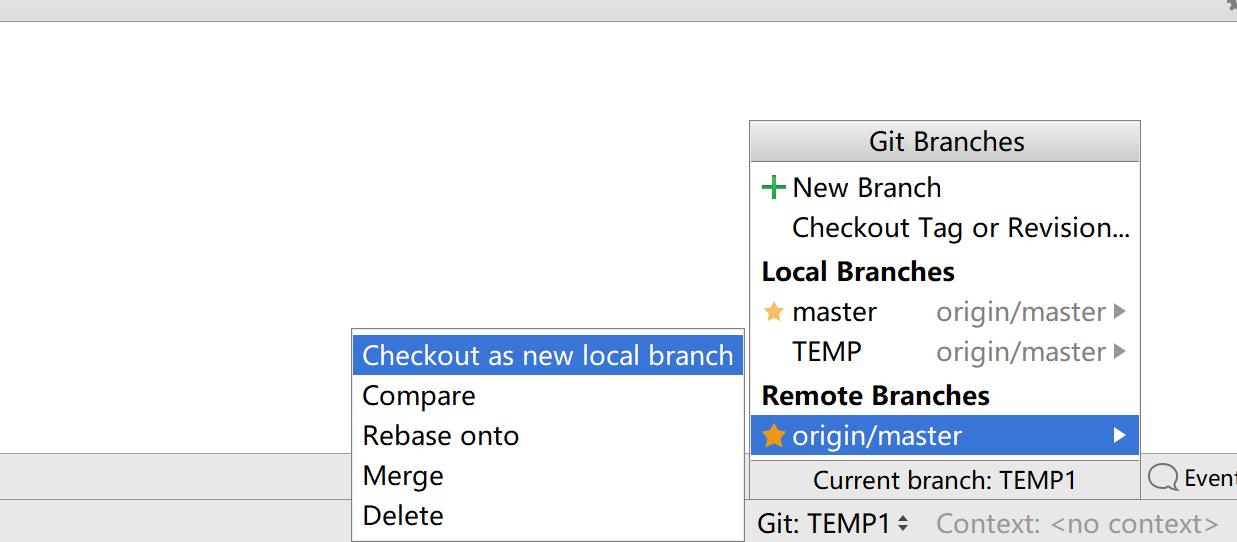 Git Branches
New Branch
Checkout Tag or Revision...
Local Branches
master origin/master
TEMP origin/master
Remote Branches
origin/master
Current branch: TEMP1
Checkout as new local branch
Compare
Rebase onto
Merge
Delete
Event
Git: TEMP1 Context: <no context>